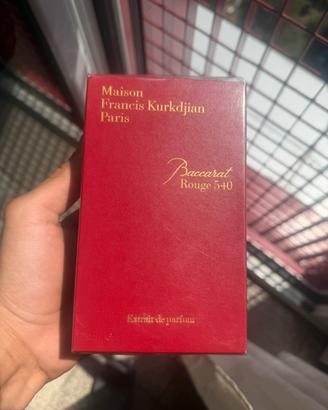 Maison
Francis Kurkdjian
Paris
Baccarat
Rouge 540
Extrait de parfum